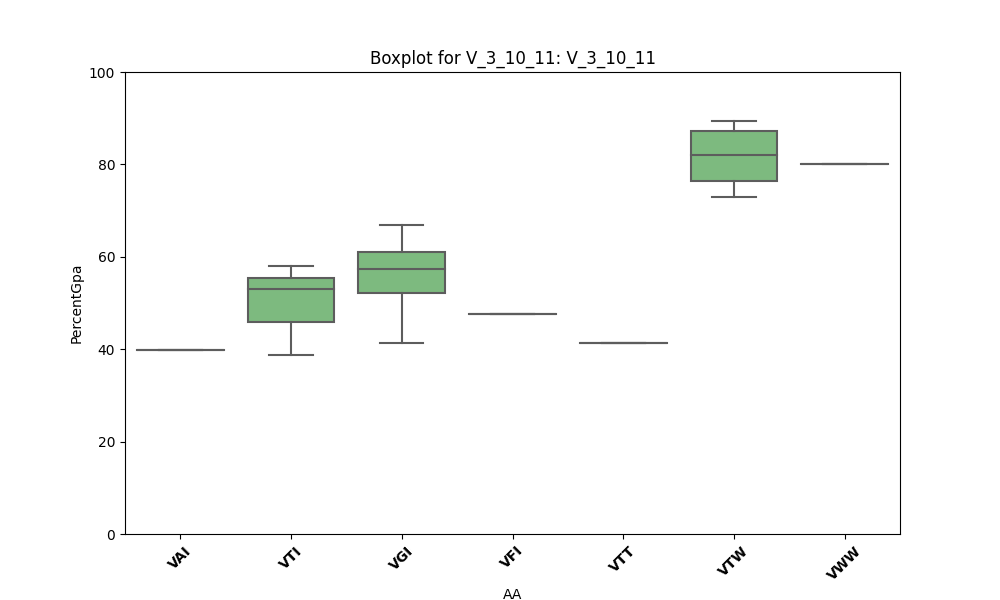 Boxplot for V_3_10_11: V_3_10_11
100
80
60
40
20
0
PercentGpa
VAI
VTI
VGI
VFI
VTT
VTW
VWW
AA